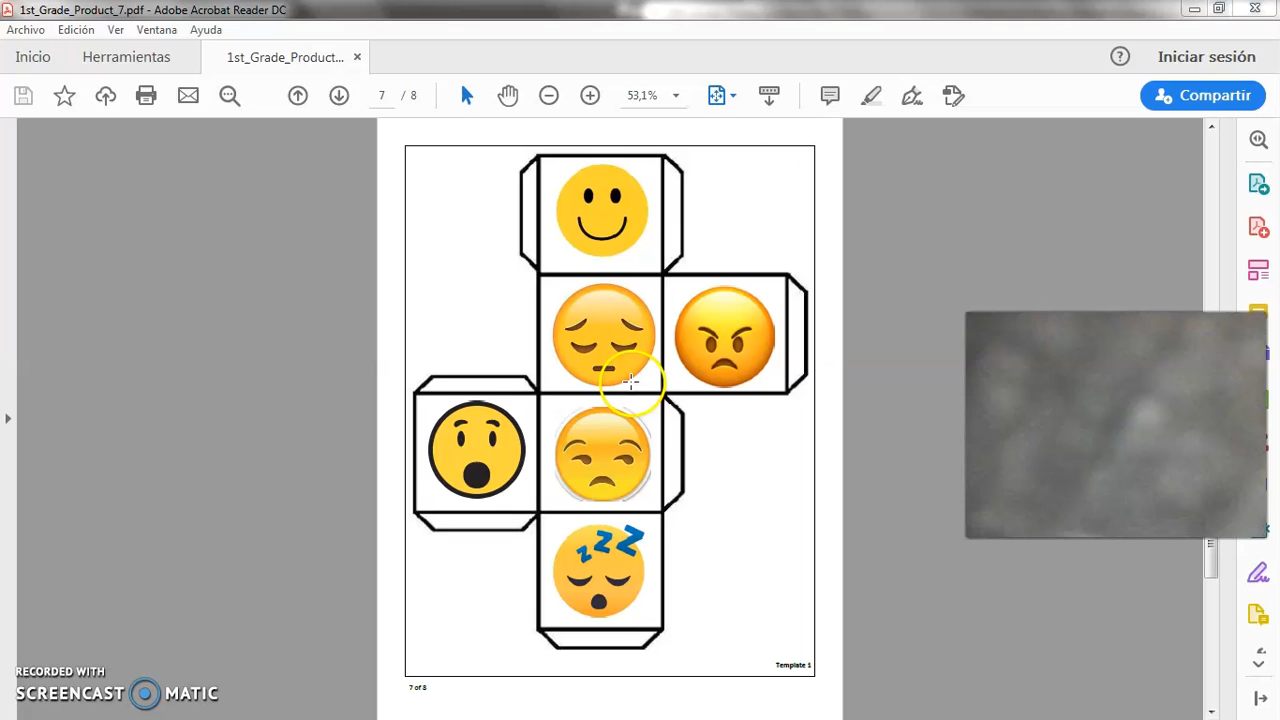 1st_Grade_Product_7.pdf - Adobe Acrobat Reader DC
Archivo Edición Ver Ventana Ayuda
Inicio Herramientas 1st_Grade_Product... Iniciar sesión
7 / 8 53,1% Compartir
z z Z
Template 1
7 of 8
RECORDED WITH
SCREENCAST MATIC